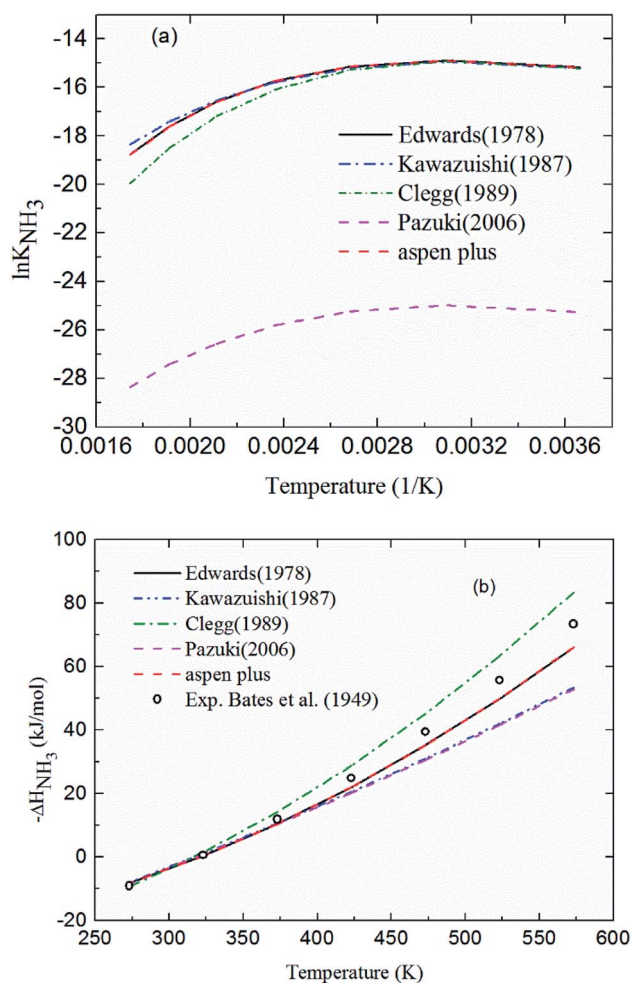 (a)
-14
-16
-18
-20
-22
-24
-26
-28
-30
lnKNH3
Edwards(1978)
Kawazuishi(1987)
Clegg(1989)
Pazuki(2006)
aspen plus
0.0016 0.0020 0.0024 0.0028 0.0032 0.0036
Temperature (1/K)
(b)
100
80
60
40
20
0
-20
-ΔHNH3 (kJ/mol)
Edwards(1978)
Kawazuishi(1987)
Clegg(1989)
Pazuki(2006)
aspen plus
Exp. Bates et al. (1949)
250 300 350 400 450 500 550 600
Temperature (K)